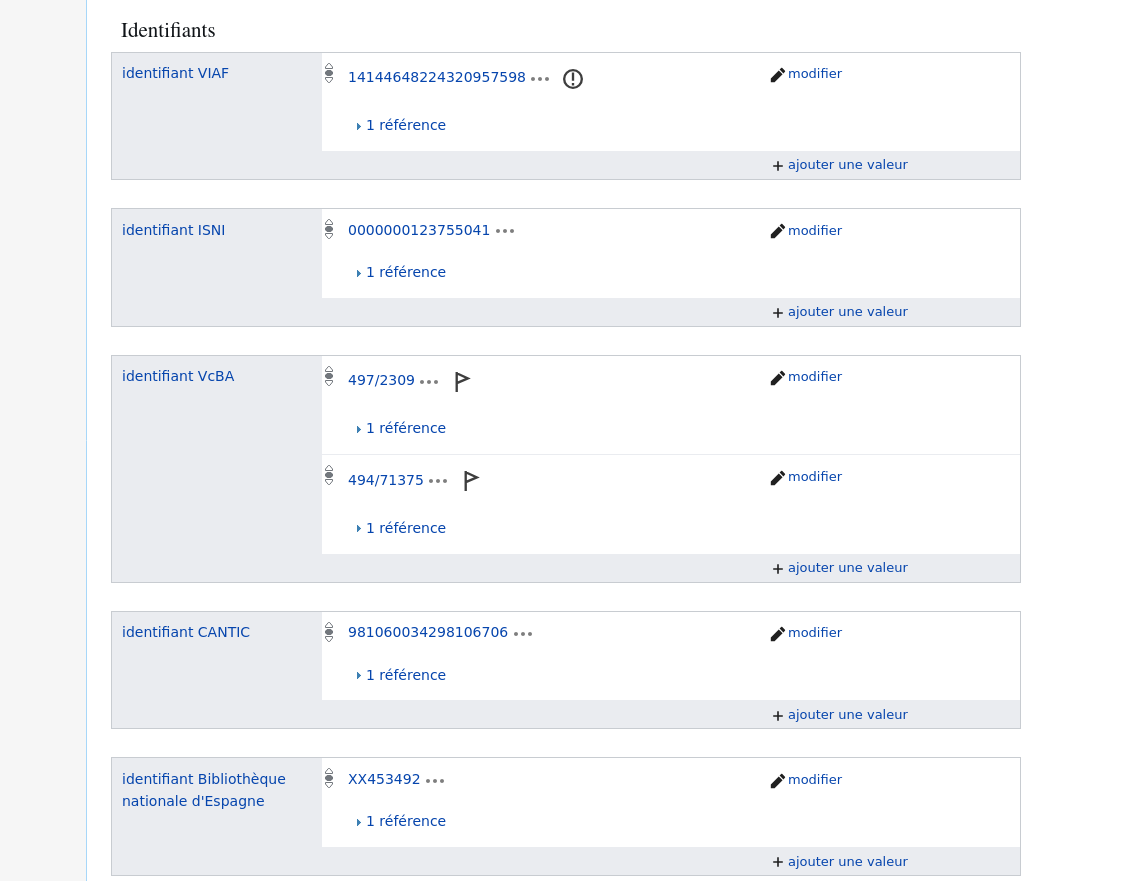 Identifiants
identifiant VIAF
14144648224320957598
modifier
1 référence
ajouter une valeur
identifiant ISNI
0000000123755041
modifier
1 référence
ajouter une valeur
identifiant VcBA
497/2309
modifier
1 référence
494/71375
modifier
1 référence
ajouter une valeur
identifiant CANTIC
981060034298106706
modifier
1 référence
ajouter une valeur
identifiant Bibliothèque
nationale d'Espagne
XX453492
modifier
1 référence
ajouter une valeur